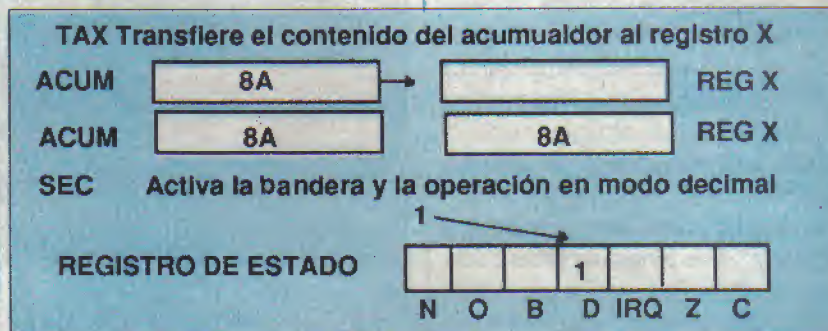 TAX Transfiere el contenido del acumualdor al registro X
ACUM 8A REG X
ACUM 8A 8A REG X
SEC Activa la bandera y la operación en modo decimal
1
REGISTRO DE ESTADO 1
N O B D IRQ Z C